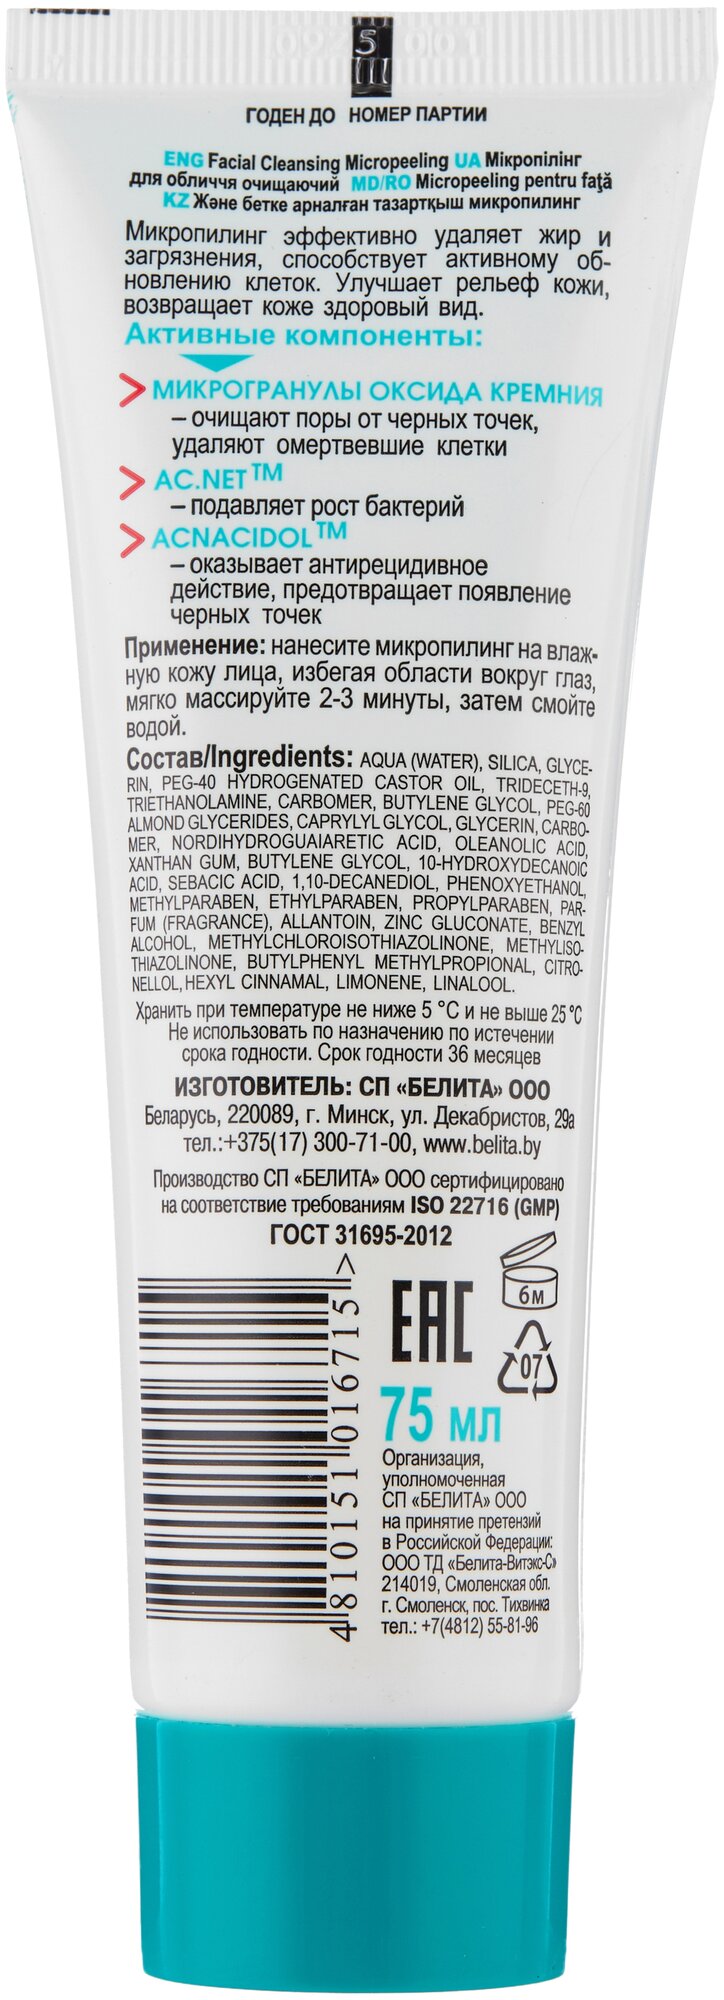 ГОДЕН ДО НОМЕР ПАРТИИ
ENG Facial Cleansing Micropeeling UA Мікропілінг
для обличчя очищаючий MD/RO Micropeeling pentru faţă
KZ Және бетке арналған тазартқыш микропилинг
Микропилинг эффективно удаляет жир и
загрязнения, способствует активному об-
новлению клеток. Улучшает рельеф кожи,
возвращает коже здоровый вид.
Активные компоненты:
> МИКРОГРАНУЛЫ ОКСИДА КРЕМНИЯ
– очищают поры от черных точек,
удаляют омертвевшие клетки
> AC.NET™
– подавляет рост бактерий
> ACNACIDOL™
– оказывает антирецидивное
действие, предотвращает появление
черных точек
Применение: нанесите микропилинг на влаж-
ную кожу лица, избегая области вокруг глаз,
мягко массируйте 2-3 минуты, затем смойте
водой.
Состав/Ingredients: AQUA (WATER), SILICA, GLYCE-
RIN, PEG-40 HYDROGENATED CASTOR OIL, TRIDECETH-9,
TRIETHANOLAMINE, CARBOMER, BUTYLENE GLYCOL, PEG-60
ALMOND GLYCERIDES, CAPRYLYL GLYCOL, GLYCERIN, CARBO-
MER, NORDIHYDROGUAIARETIC ACID, OLEANOLIC ACID,
XANTHAN GUM, BUTYLENE GLYCOL, 10-HYDROXYDECANOIC
ACID, SEBACIC ACID, 1,10-DECANEDIOL, PHENOXYETHANOL,
METHYLPARABEN, ETHYLPARABEN, PROPYLPARABEN, PAR-
FUM (FRAGRANCE), ALLANTOIN, ZINC GLUCONATE, BENZYL
ALCOHOL, METHYLCHLOROISOTHIAZOLINONE, METHYLISO-
THIAZOLINONE, BUTYLPHENYL METHYLPROPIONAL, CITRO-
NELLOL, HEXYL CINNAMAL, LIMONENE, LINALOOL.
Хранить при температуре не ниже 5 °С и не выше 25 °С
Не использовать по назначению по истечении
срока годности. Срок годности 36 месяцев
ИЗГОТОВИТЕЛЬ: СП «БЕЛИТА» ООО
Беларусь, 220089, г. Минск, ул. Декабристов, 29а
тел.:+375(17) 300-71-00, www.belita.by
Производство СП «БЕЛИТА» ООО сертифицировано
на соответствие требованиям ISO 22716 (GMP)
ГОСТ 31695-2012
4 810151 016715 >
EAC
6м
07
75 мл
Организация,
уполномоченная
СП «БЕЛИТА» ООО
на принятие претензий
в Российской Федерации:
ООО ТД «Белита-Витэкс-С»
214019, Смоленская обл.
г. Смоленск, пос. Тихвинка
тел.: +7(4812) 55-81-96